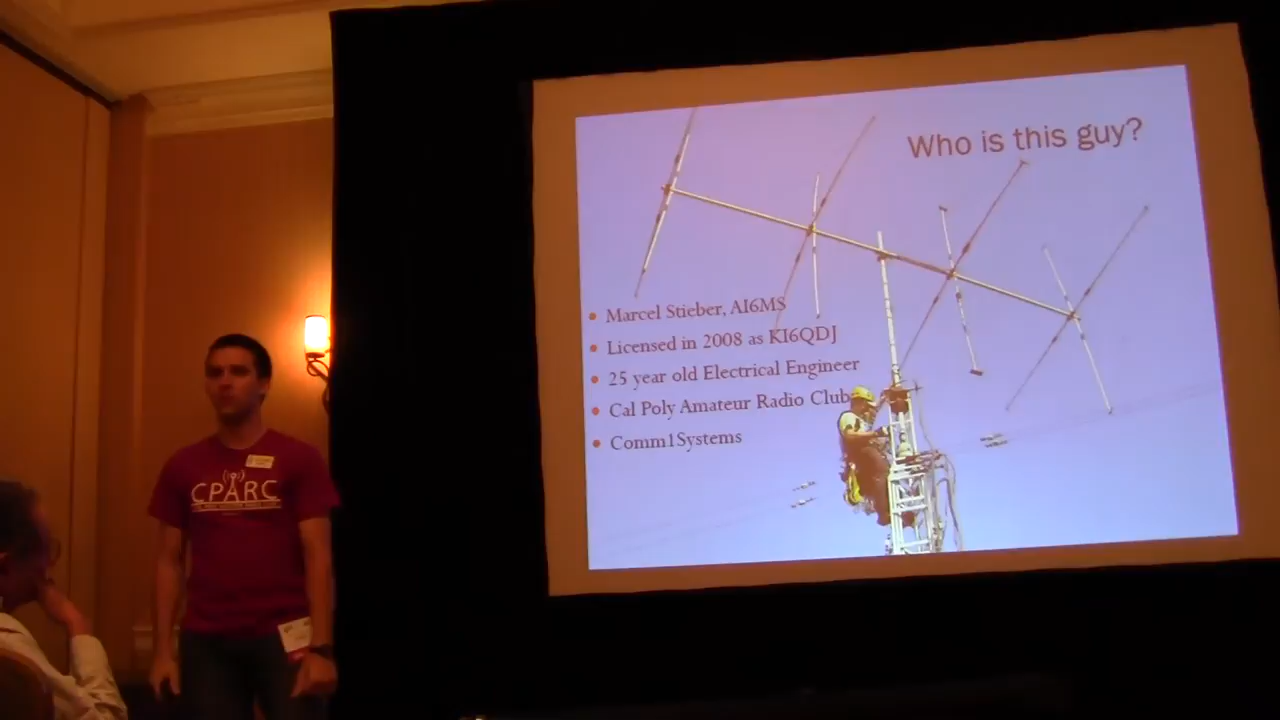 Who is this guy?
Marcel Stieber, AI6MS
Licensed in 2008 as KI6QDJ
25 year old Electrical Engineer
Cal Poly Amateur Radio Club
Comm1Systems
CPARC